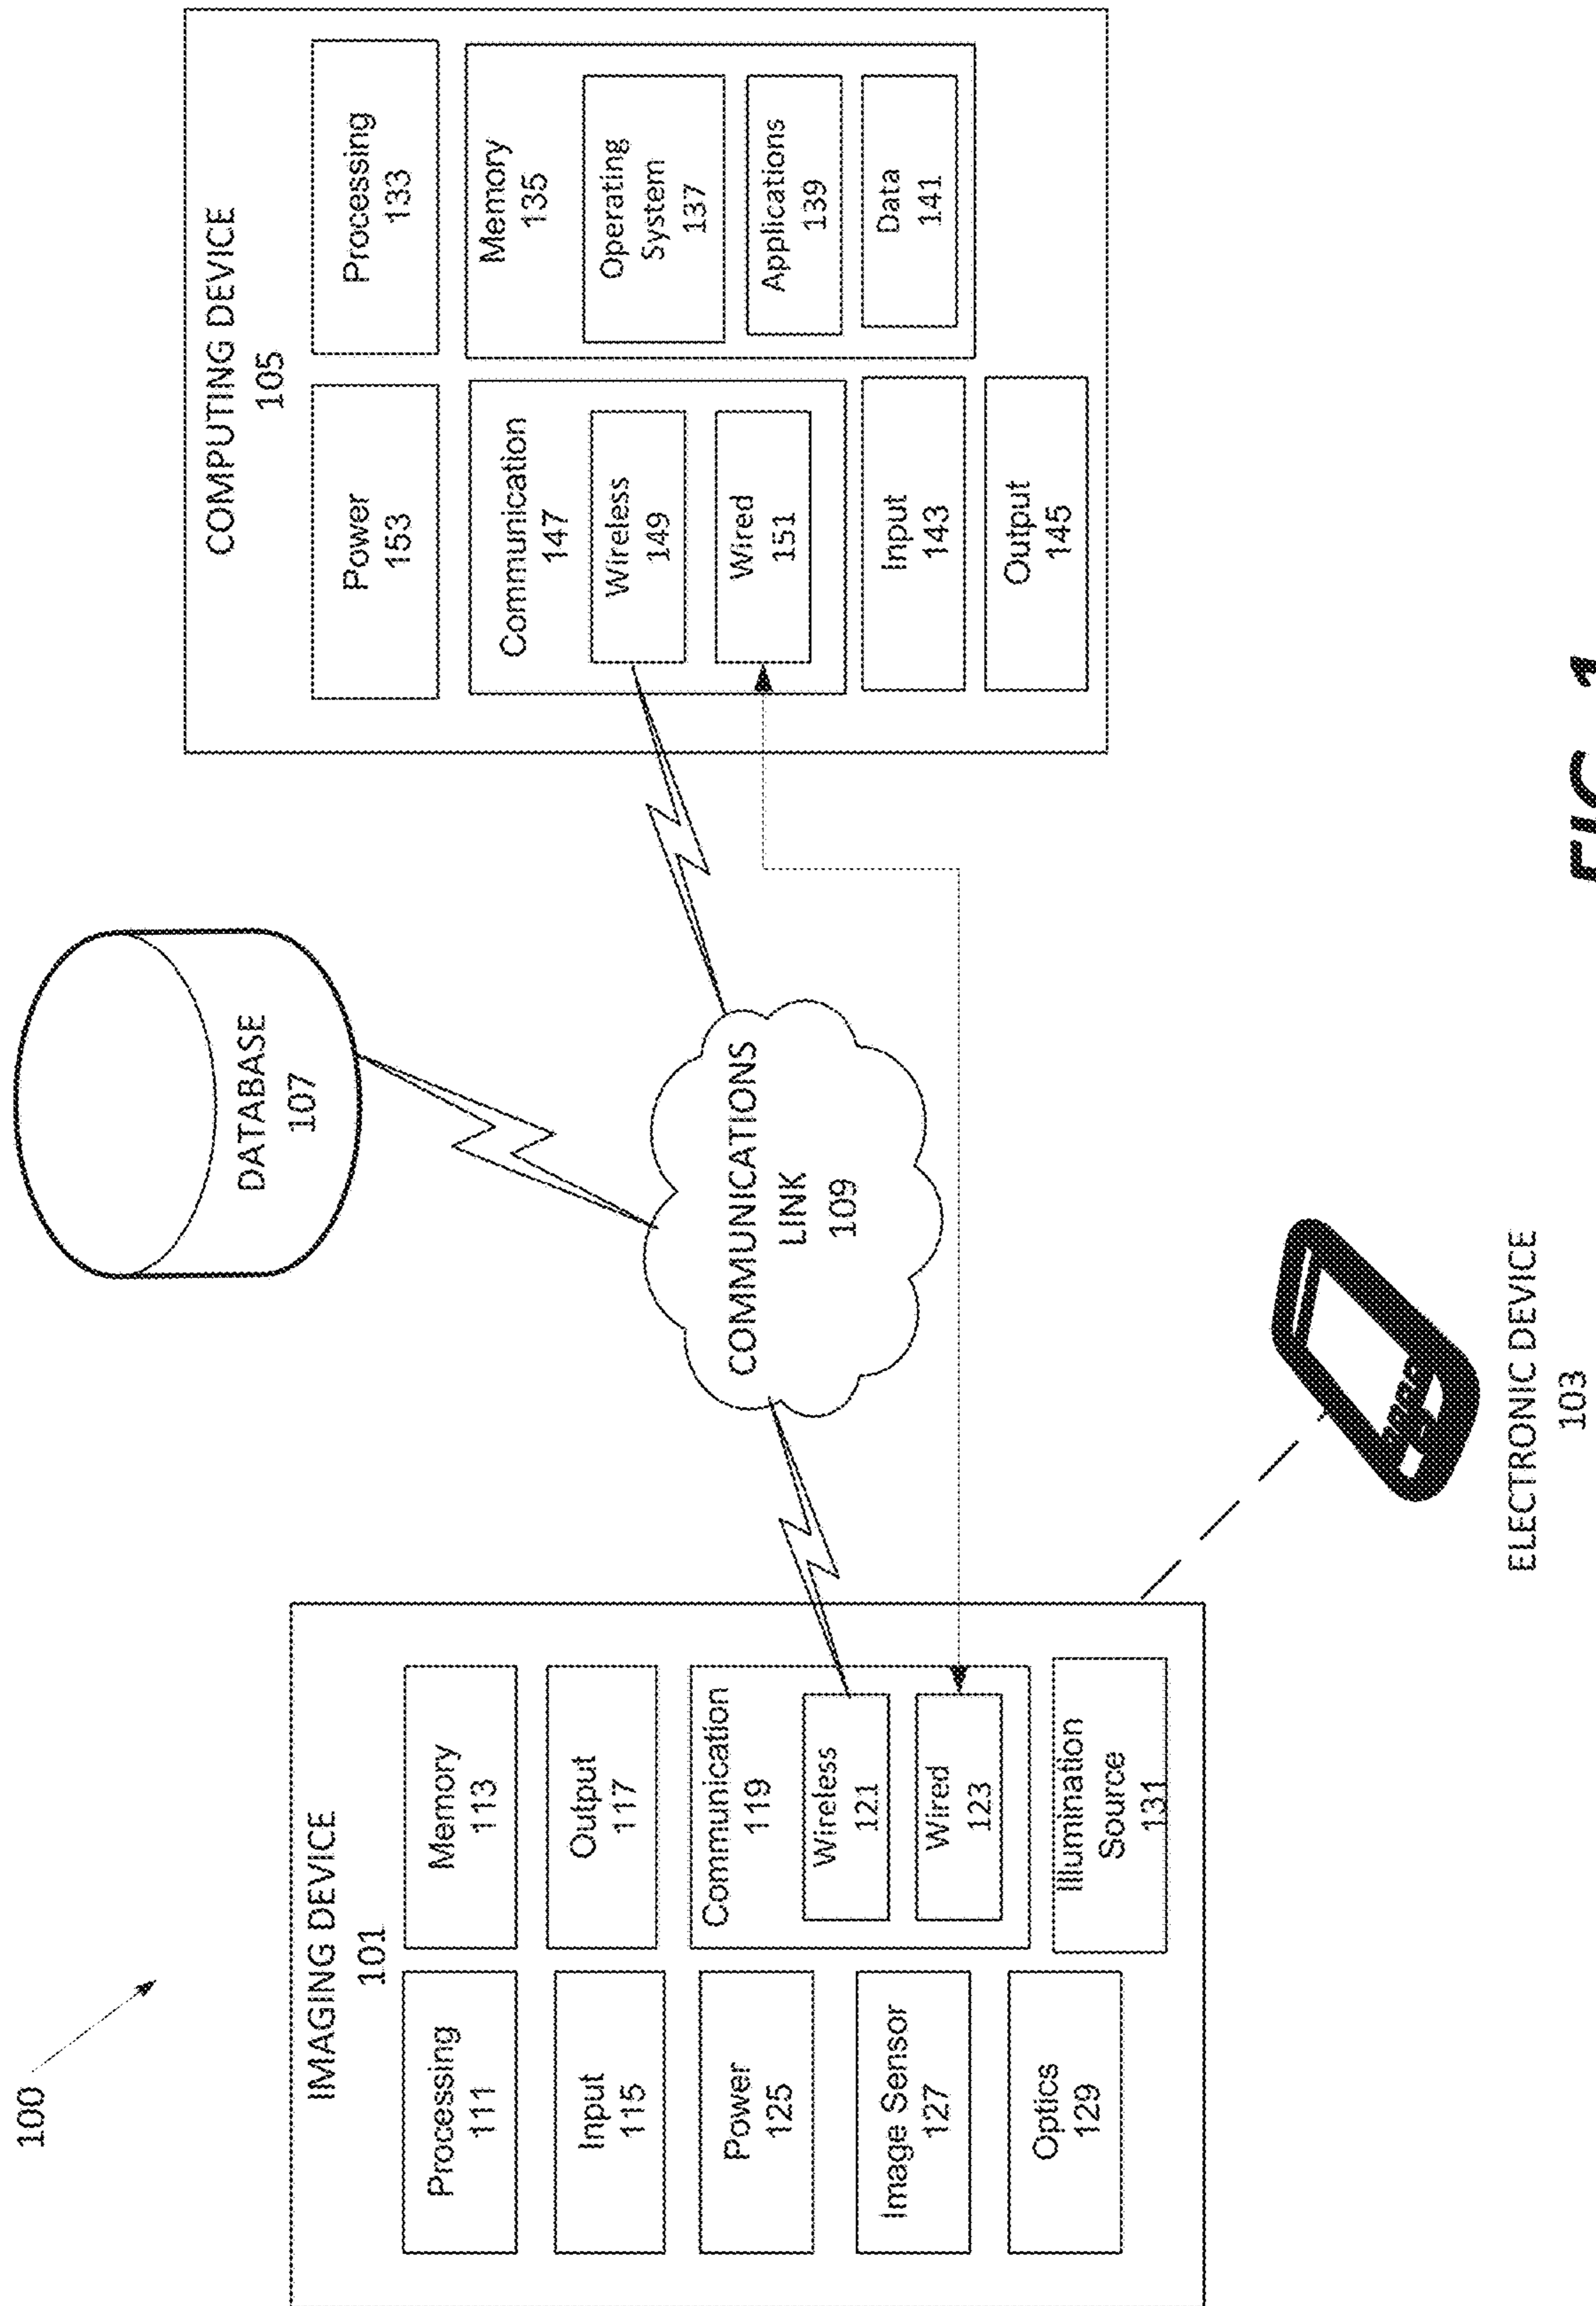 100
IMAGING DEVICE
101
Processing
111
Memory
113
Input
115
Output
117
Power
125
Communication
119
Wireless
121
Wired
123
Image Sensor
127
Optics
129
Illumination
Source
131
DATABASE
107
COMMUNICATIONS
LINK
109
ELECTRONIC DEVICE
103
COMPUTING DEVICE
105
Power
153
Processing
133
Communication
147
Wireless
149
Wired
151
Input
143
Output
145
Memory
135
Operating
System
137
Applications
139
Data
141
FIG. 1